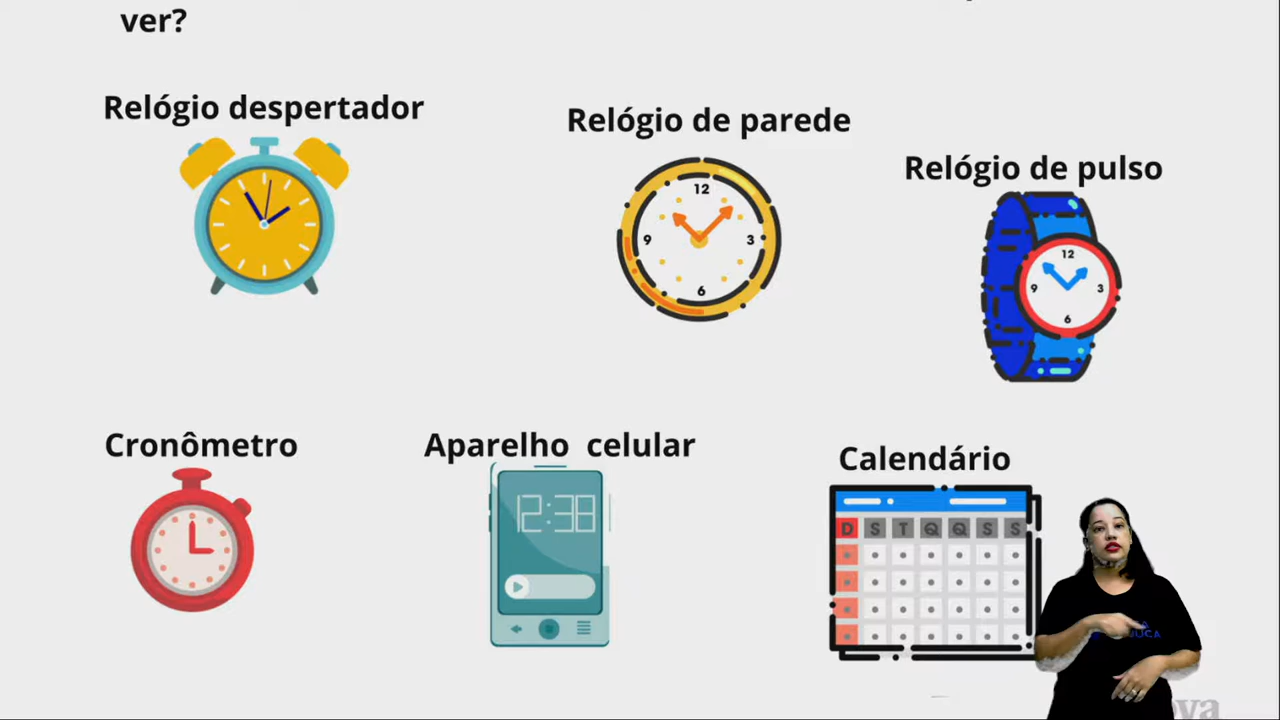 ver?
Relógio despertador
Relógio de parede
Relógio de pulso
12
9
3
6
12
9
3
6
Cronômetro
Aparelho celular
Calendário
12:38
D S T Q Q S S